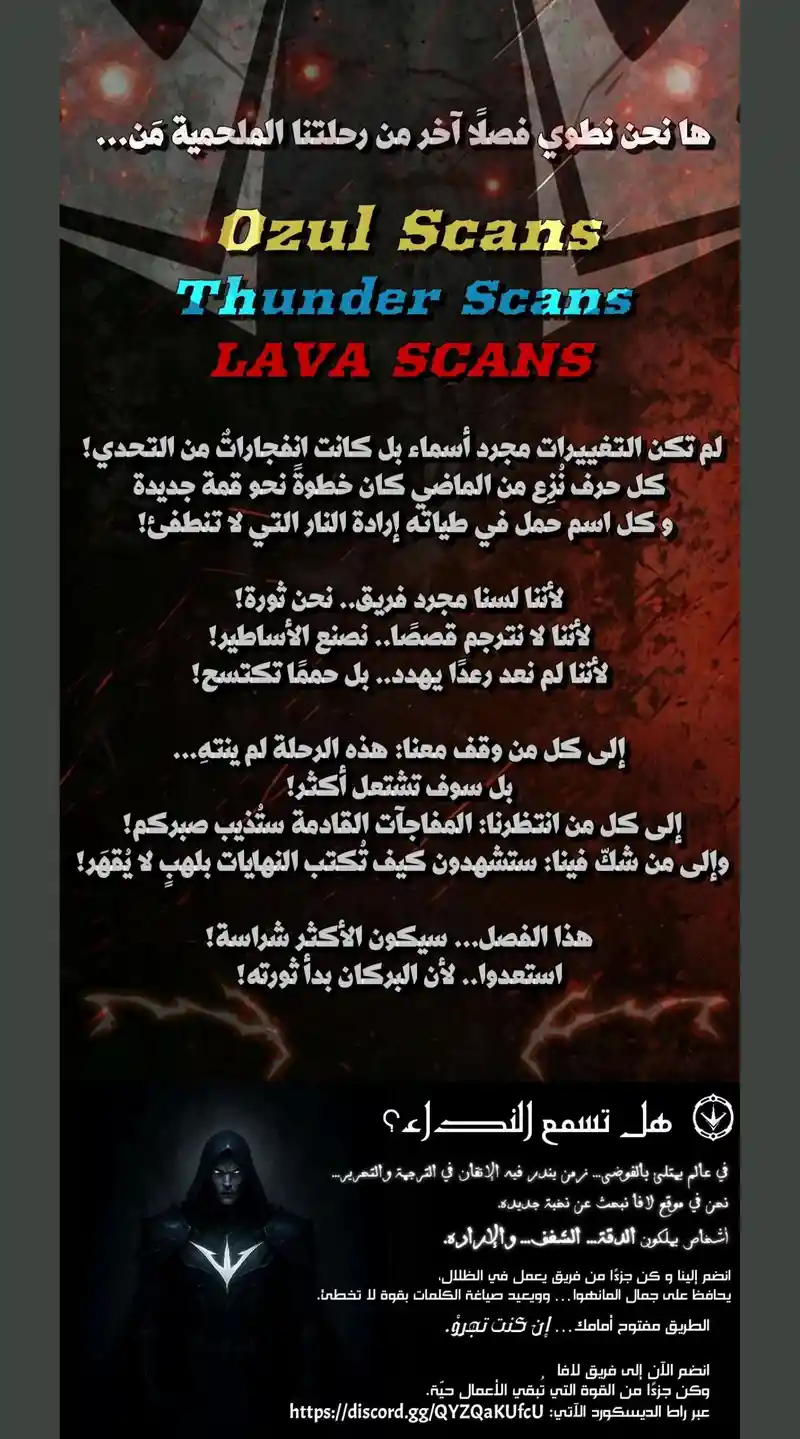 ها نحن نطوي فصلًا آخر من رحلتنا الملحمية مَن...
Ozul Scans
Thunder Scans
LAVA SCANS
لم تكن التغييرات مجرد أسماء بل كانت انفجاراتٌ من التحدي!
كل حرف نُزِع من الماضي كان خطوةً نحو قمة جديدة
و كل اسم حمل في طياته إرادة النار التي لا تنطفئ!
لأننا لسنا مجرد فريق.. نحن ثورة!
لأننا لا نترجم قصصًا.. نصنع الأساطير!
لأننا لم نعد رعدًا يهدد.. بل حممًا تكتسح!
إلى كل من وقف معنا: هذه الرحلة لم ينتهِ...
بل سوف تشتعل أكثر!
إلى كل من انتظرنا: المفاجآت القادمة ستُذيب صبركم!
وإلى من شكّ فينا: ستشهدون كيف تُكتب النهايات بلهبٍ لا يُقهَر!
هذا الفصل... سيكون الأكثر شراسة!
استعدوا.. لأن البركان بدأ ثورته!
هل تسمع النداء؟
في عالم يمتلئ بالفوضى... زمن يندر فيه الإتقان في الترجمة والتحرير...
نحن في موقع لافا نبحث عن نخبة جديدة.
أشخاص يملكون الدقة... الشغف... والإرادة.
انضم إلينا و كن جزءًا من فريق يعمل في الظلال،
يحافظ على جمال المانهوا... وويعيد صياغة الكلمات بقوة لا تخطئ.
الطريق مفتوح أمامك... إن كنت تجرؤ.
انضم الآن إلى فريق لافا
وكن جزءًا من القوة التي تُبقي الأعمال حيّة.
عبر راط الديسكورد الآتي: https://discord.gg/QYZQaKUfcU